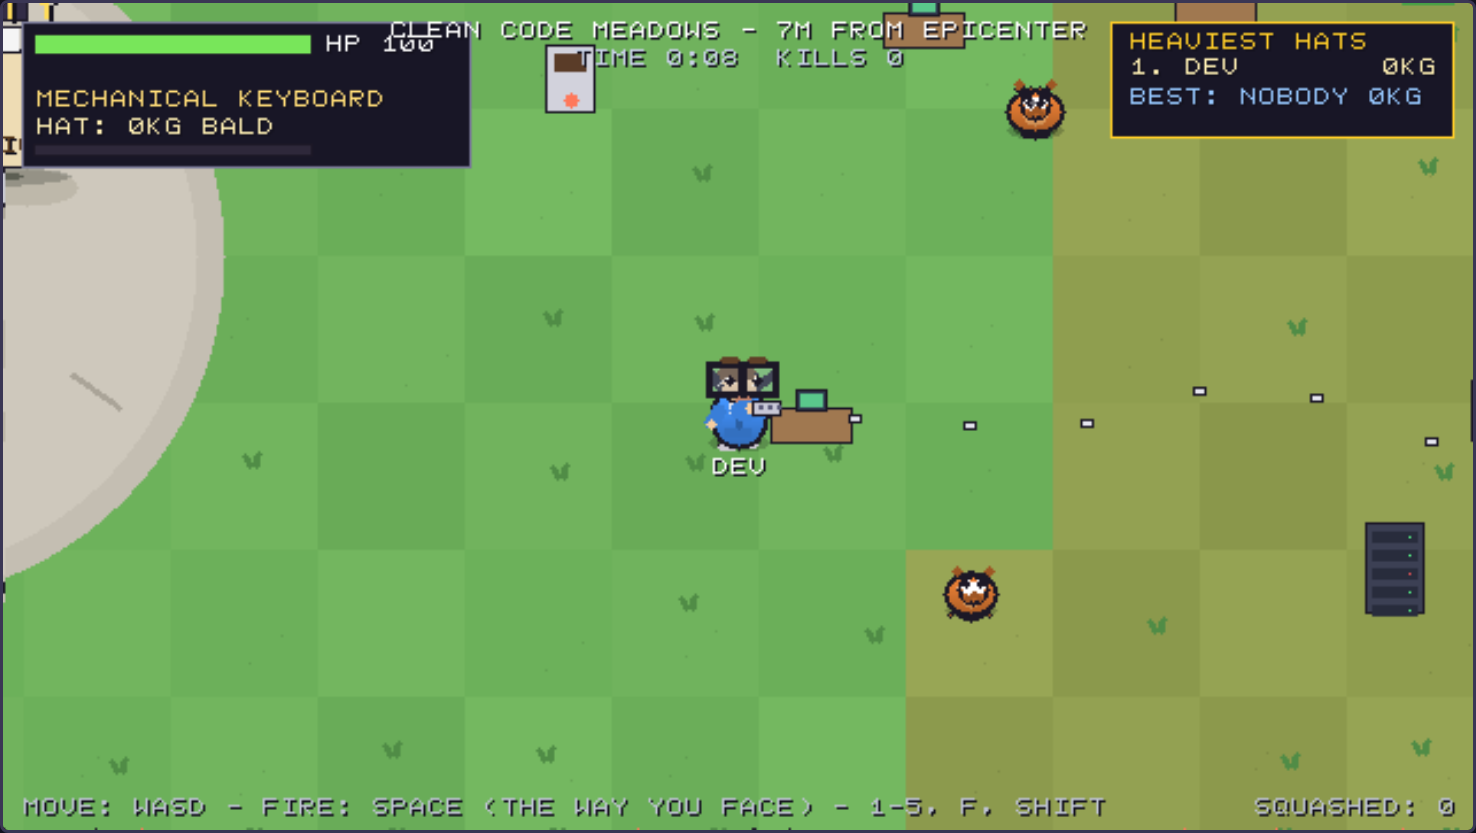 CLEAN CODE MEADOWS - 7M FROM EPICENTER
TIME 0:08 KILLS 0
HP 100
MECHANICAL KEYBOARD
HAT: 0KG BALD
HEAVIEST HATS
1. DEV 0KG
BEST: NOBODY 0KG
DEV
MOVE: WASD - FIRE: SPACE (THE WAY YOU FACE) - 1-5, F, SHIFT
SQUASHED: 0